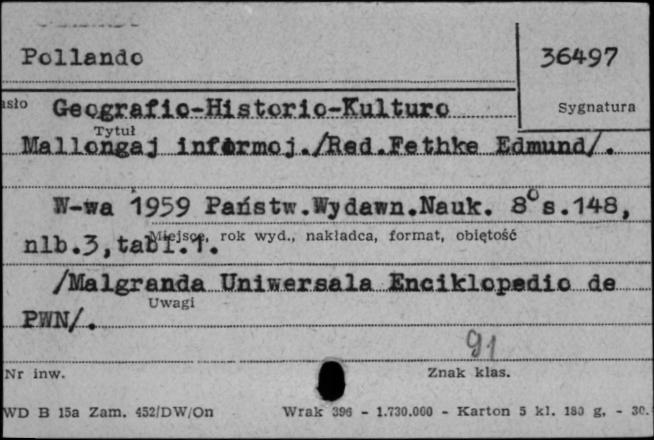 Pollando
36497
asło Geografio-Historio-Kulturo
Sygnatura
Tytuł
Mallongaj informoj./Red.Fethke Edmund/.
W-wa 1959 Państw.Wydawn.Nauk. 8° s.148,
Miejsce, rok wyd., nakładca, format, objętość
nlb.3,tabl.1.
/Malgranda Uniwersala Enciklopedio de
Uwagi
PWN/.
91
Nr inw.
Znak klas.
WD B 15a Zam. 452/DW/On Wrak 396 - 1.730.000 - Karton 5 kl. 180 g. - 30.